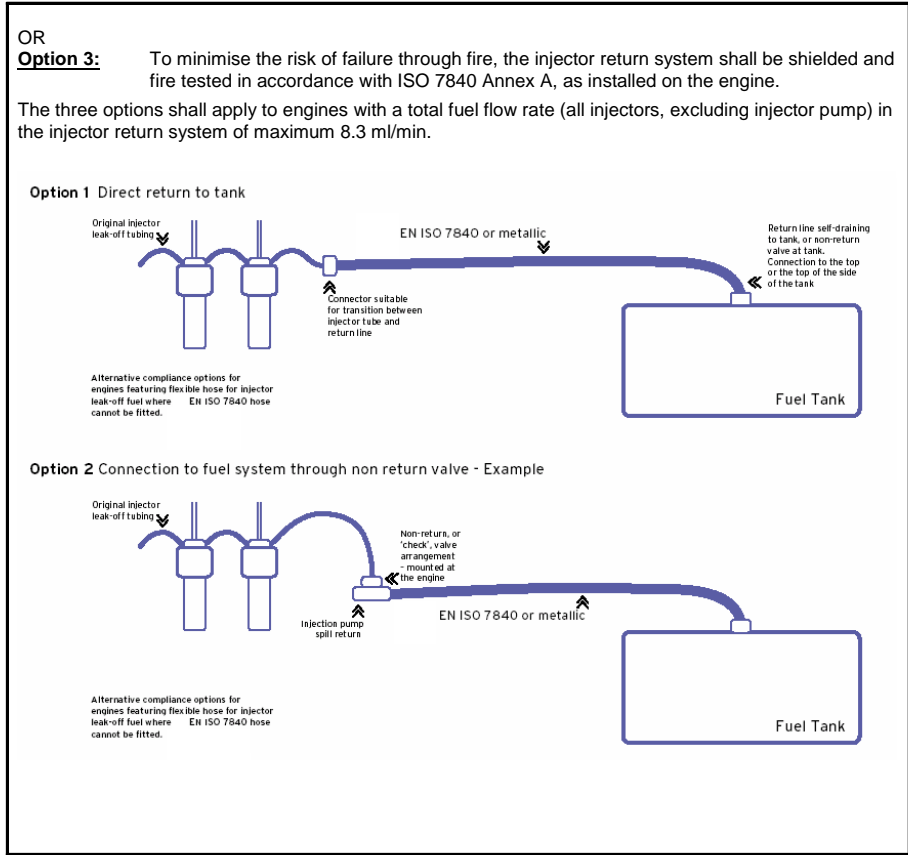 OR
Option 3: To minimise the risk of failure through fire, the injector return system shall be shielded and
fire tested in accordance with ISO 7840 Annex A, as installed on the engine.
The three options shall apply to engines with a total fuel flow rate (all injectors, excluding injector pump) in
the injector return system of maximum 8.3 ml/min.
Option 1 Direct return to tank
Original injector
leak-off tubing
EN ISO 7840 or metallic
Return line self-draining
to tank, or non-return
valve at tank.
Connection to the top
or the top of the side
of the tank
Connector suitable
for transition between
injector tube and
return line
Alternative compliance options for
engines featuring flexible hose for injector
leak-off fuel where EN ISO 7840 hose
cannot be fitted.
Fuel Tank
Option 2 Connection to fuel system through non return valve - Example
Original injector
leak-off tubing
Non-return, or
'check', valve
arrangement
- mounted at
the engine
EN ISO 7840 or metallic
Injection pump
spill return
Alternative compliance options for
engines featuring flexible hose for injector
leak-off fuel where EN ISO 7840 hose
cannot be fitted.
Fuel Tank